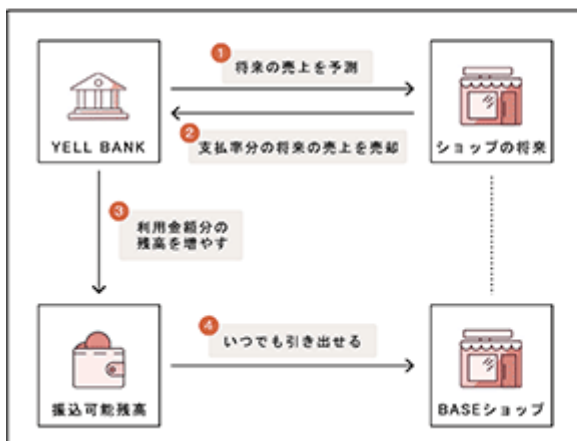 1
将来の売上を予測
YELL BANK
2
支払率分の将来の売上を売却
ショップの将来
3
利用金額分の
残高を増やす
4
いつでも引き出せる
振込可能残高
BASEショップ